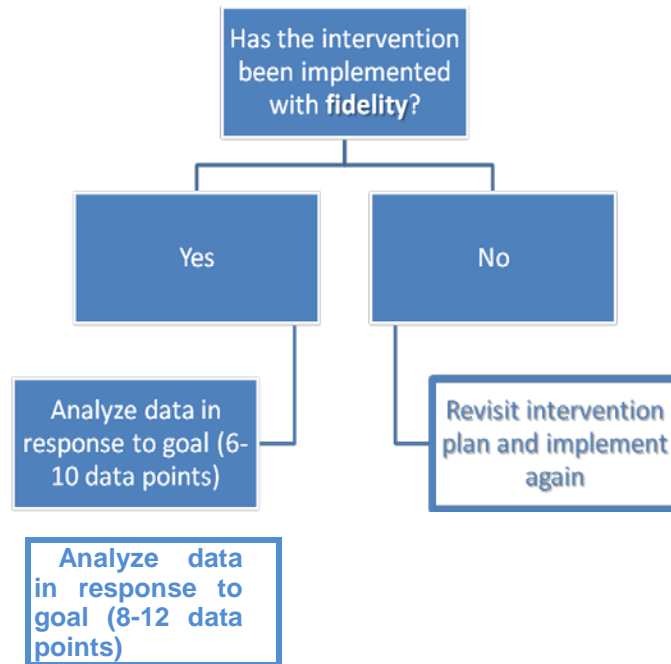 Has the intervention
been implemented
with fidelity?
Yes
No
Analyze data in
response to goal (6-
10 data points)
Revisit intervention
plan and implement
again
Analyze data
in response to
goal (8-12 data
points)